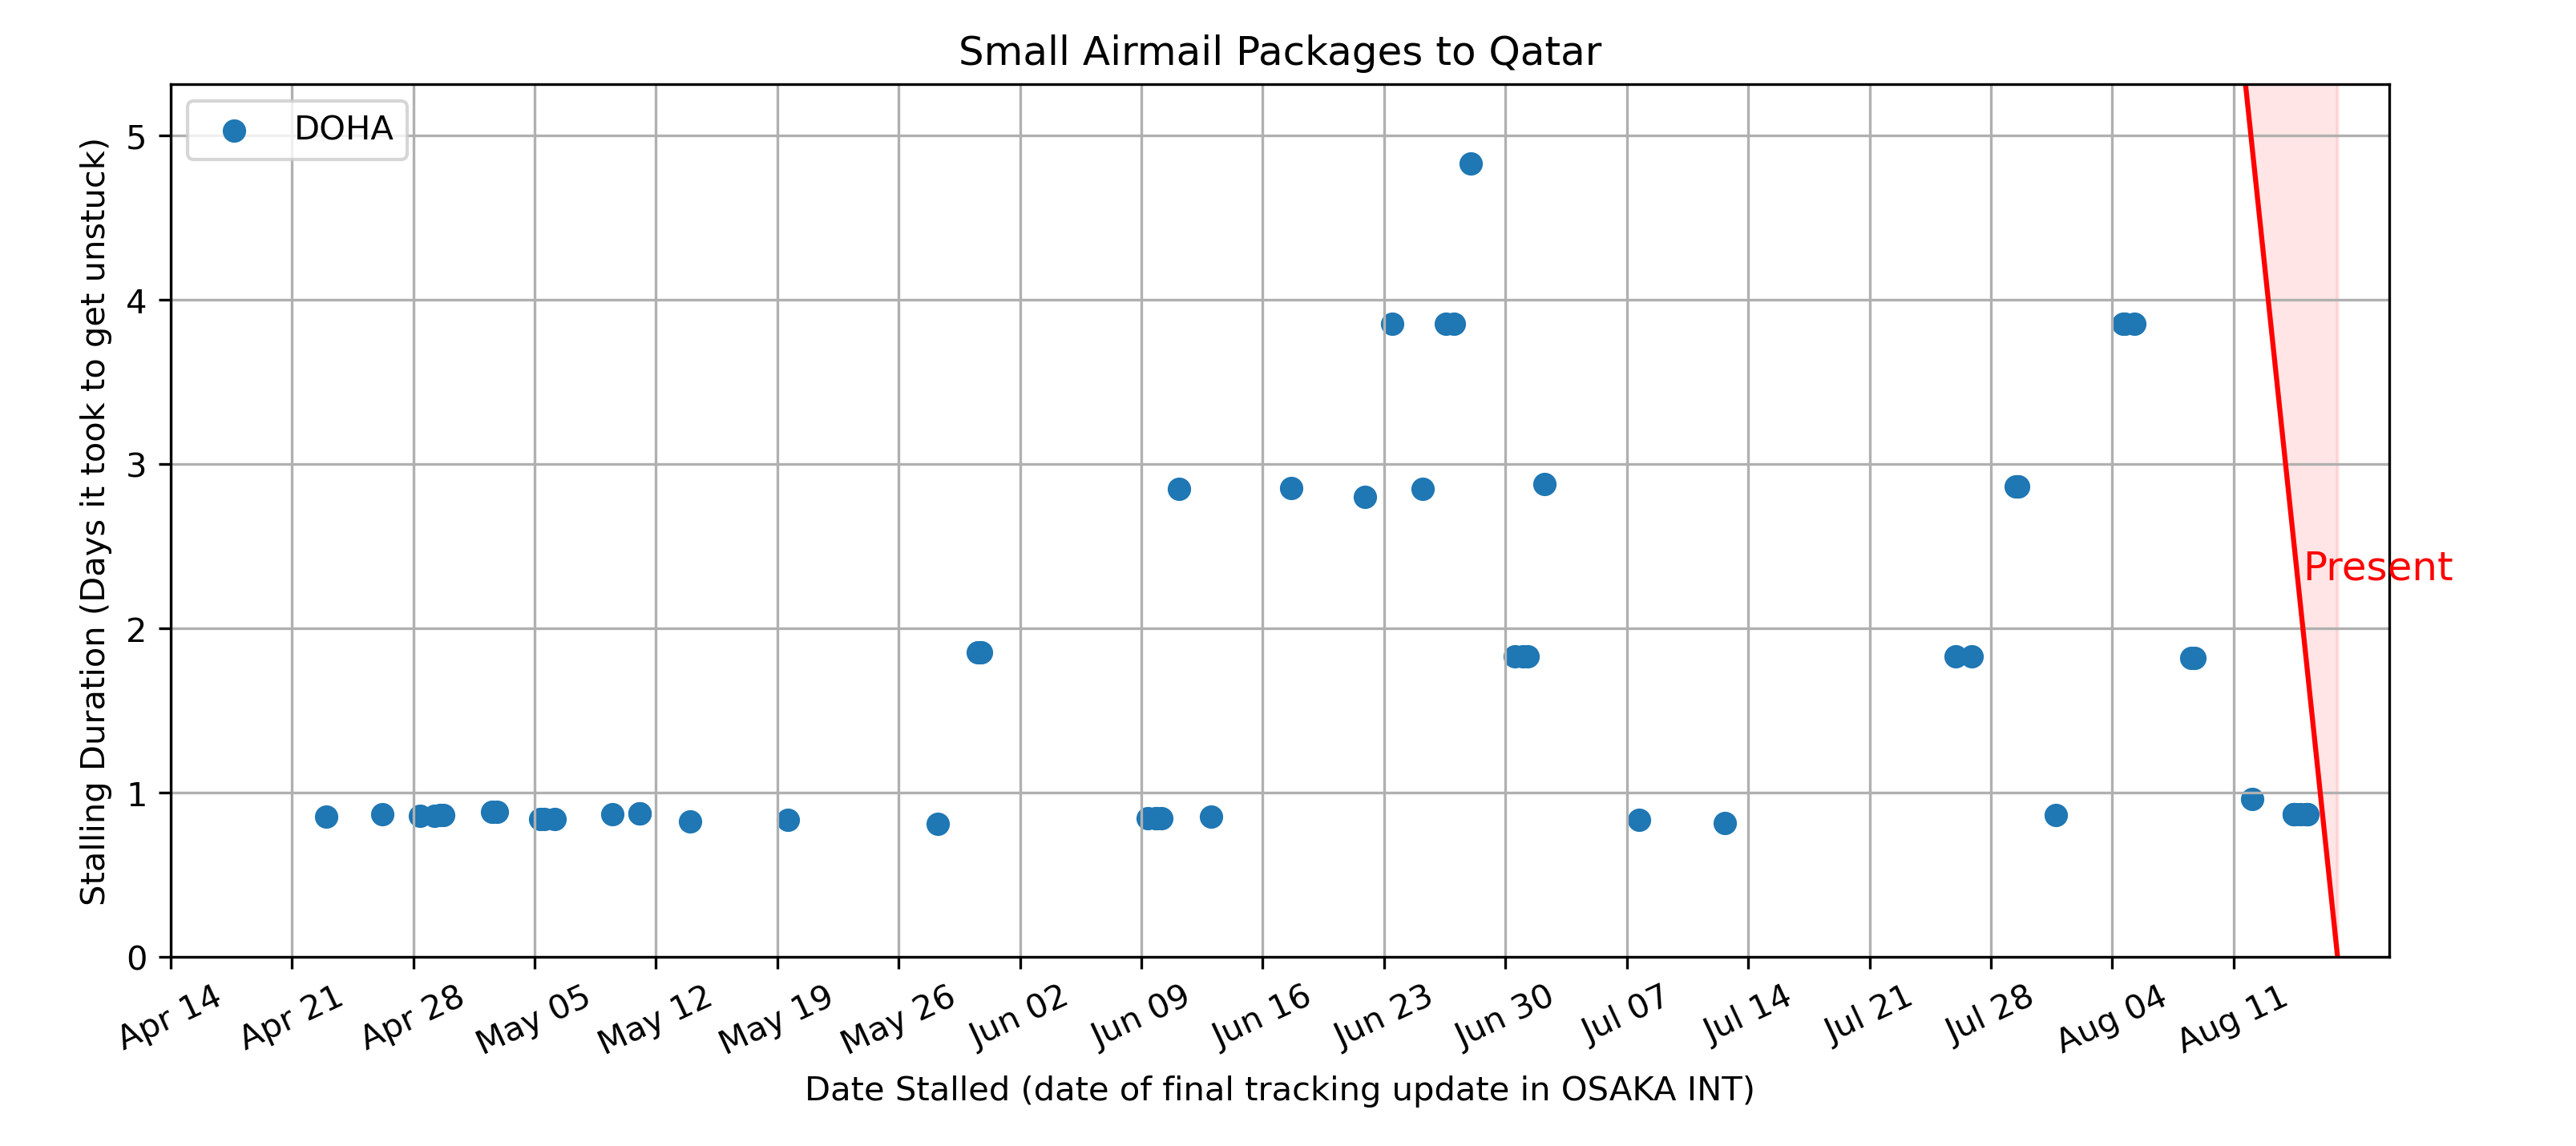 Small Airmail Packages to Qatar
DOHA
Stalling Duration (Days it took to get unstuck)
5
4
3
2
1
0
Present
Apr 14
Apr 21
Apr 28
May 05
May 12
May 19
May 26
Jun 02
Jun 09
Jun 16
Jun 23
Jun 30
Jul 07
Jul 14
Jul 21
Jul 28
Aug 04
Aug 11
Date Stalled (date of final tracking update in OSAKA INT)